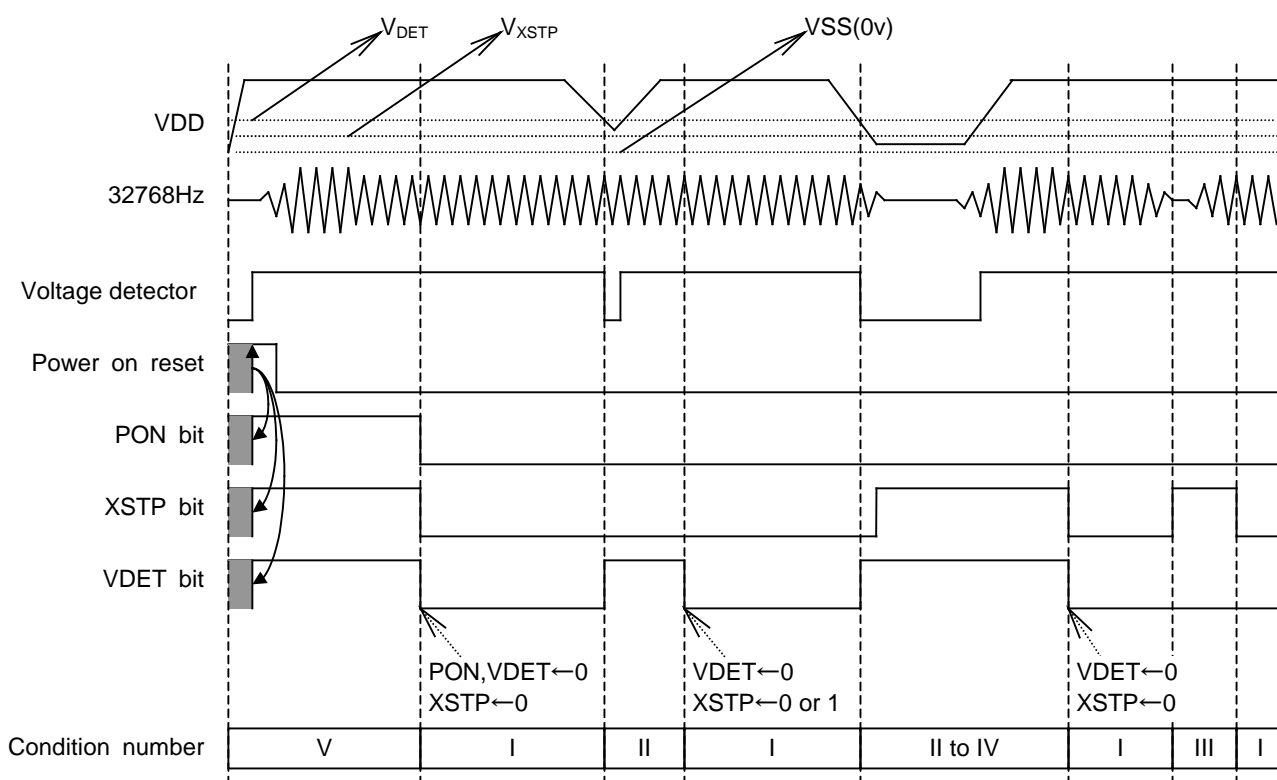 VDET VXSTP VSS(0v)
VDD
32768Hz
Voltage detector
Power on reset
PON bit
XSTP bit
VDET bit
PON,VDET←0
XSTP←0
VDET←0
XSTP←0 or 1
VDET←0
XSTP←0
Condition number V I II I II to IV I III I